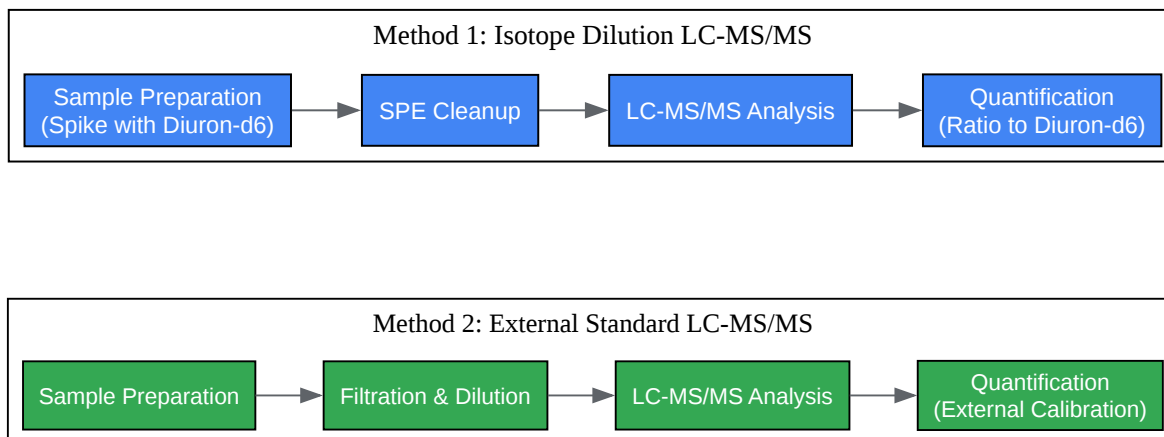 Method 1: Isotope Dilution LC-MS/MS
Sample Preparation
(Spike with Diuron-d6)
SPE Cleanup
LC-MS/MS Analysis
Quantification
(Ratio to Diuron-d6)
Method 2: External Standard LC-MS/MS
Sample Preparation
Filtration & Dilution
LC-MS/MS Analysis
Quantification
(External Calibration)